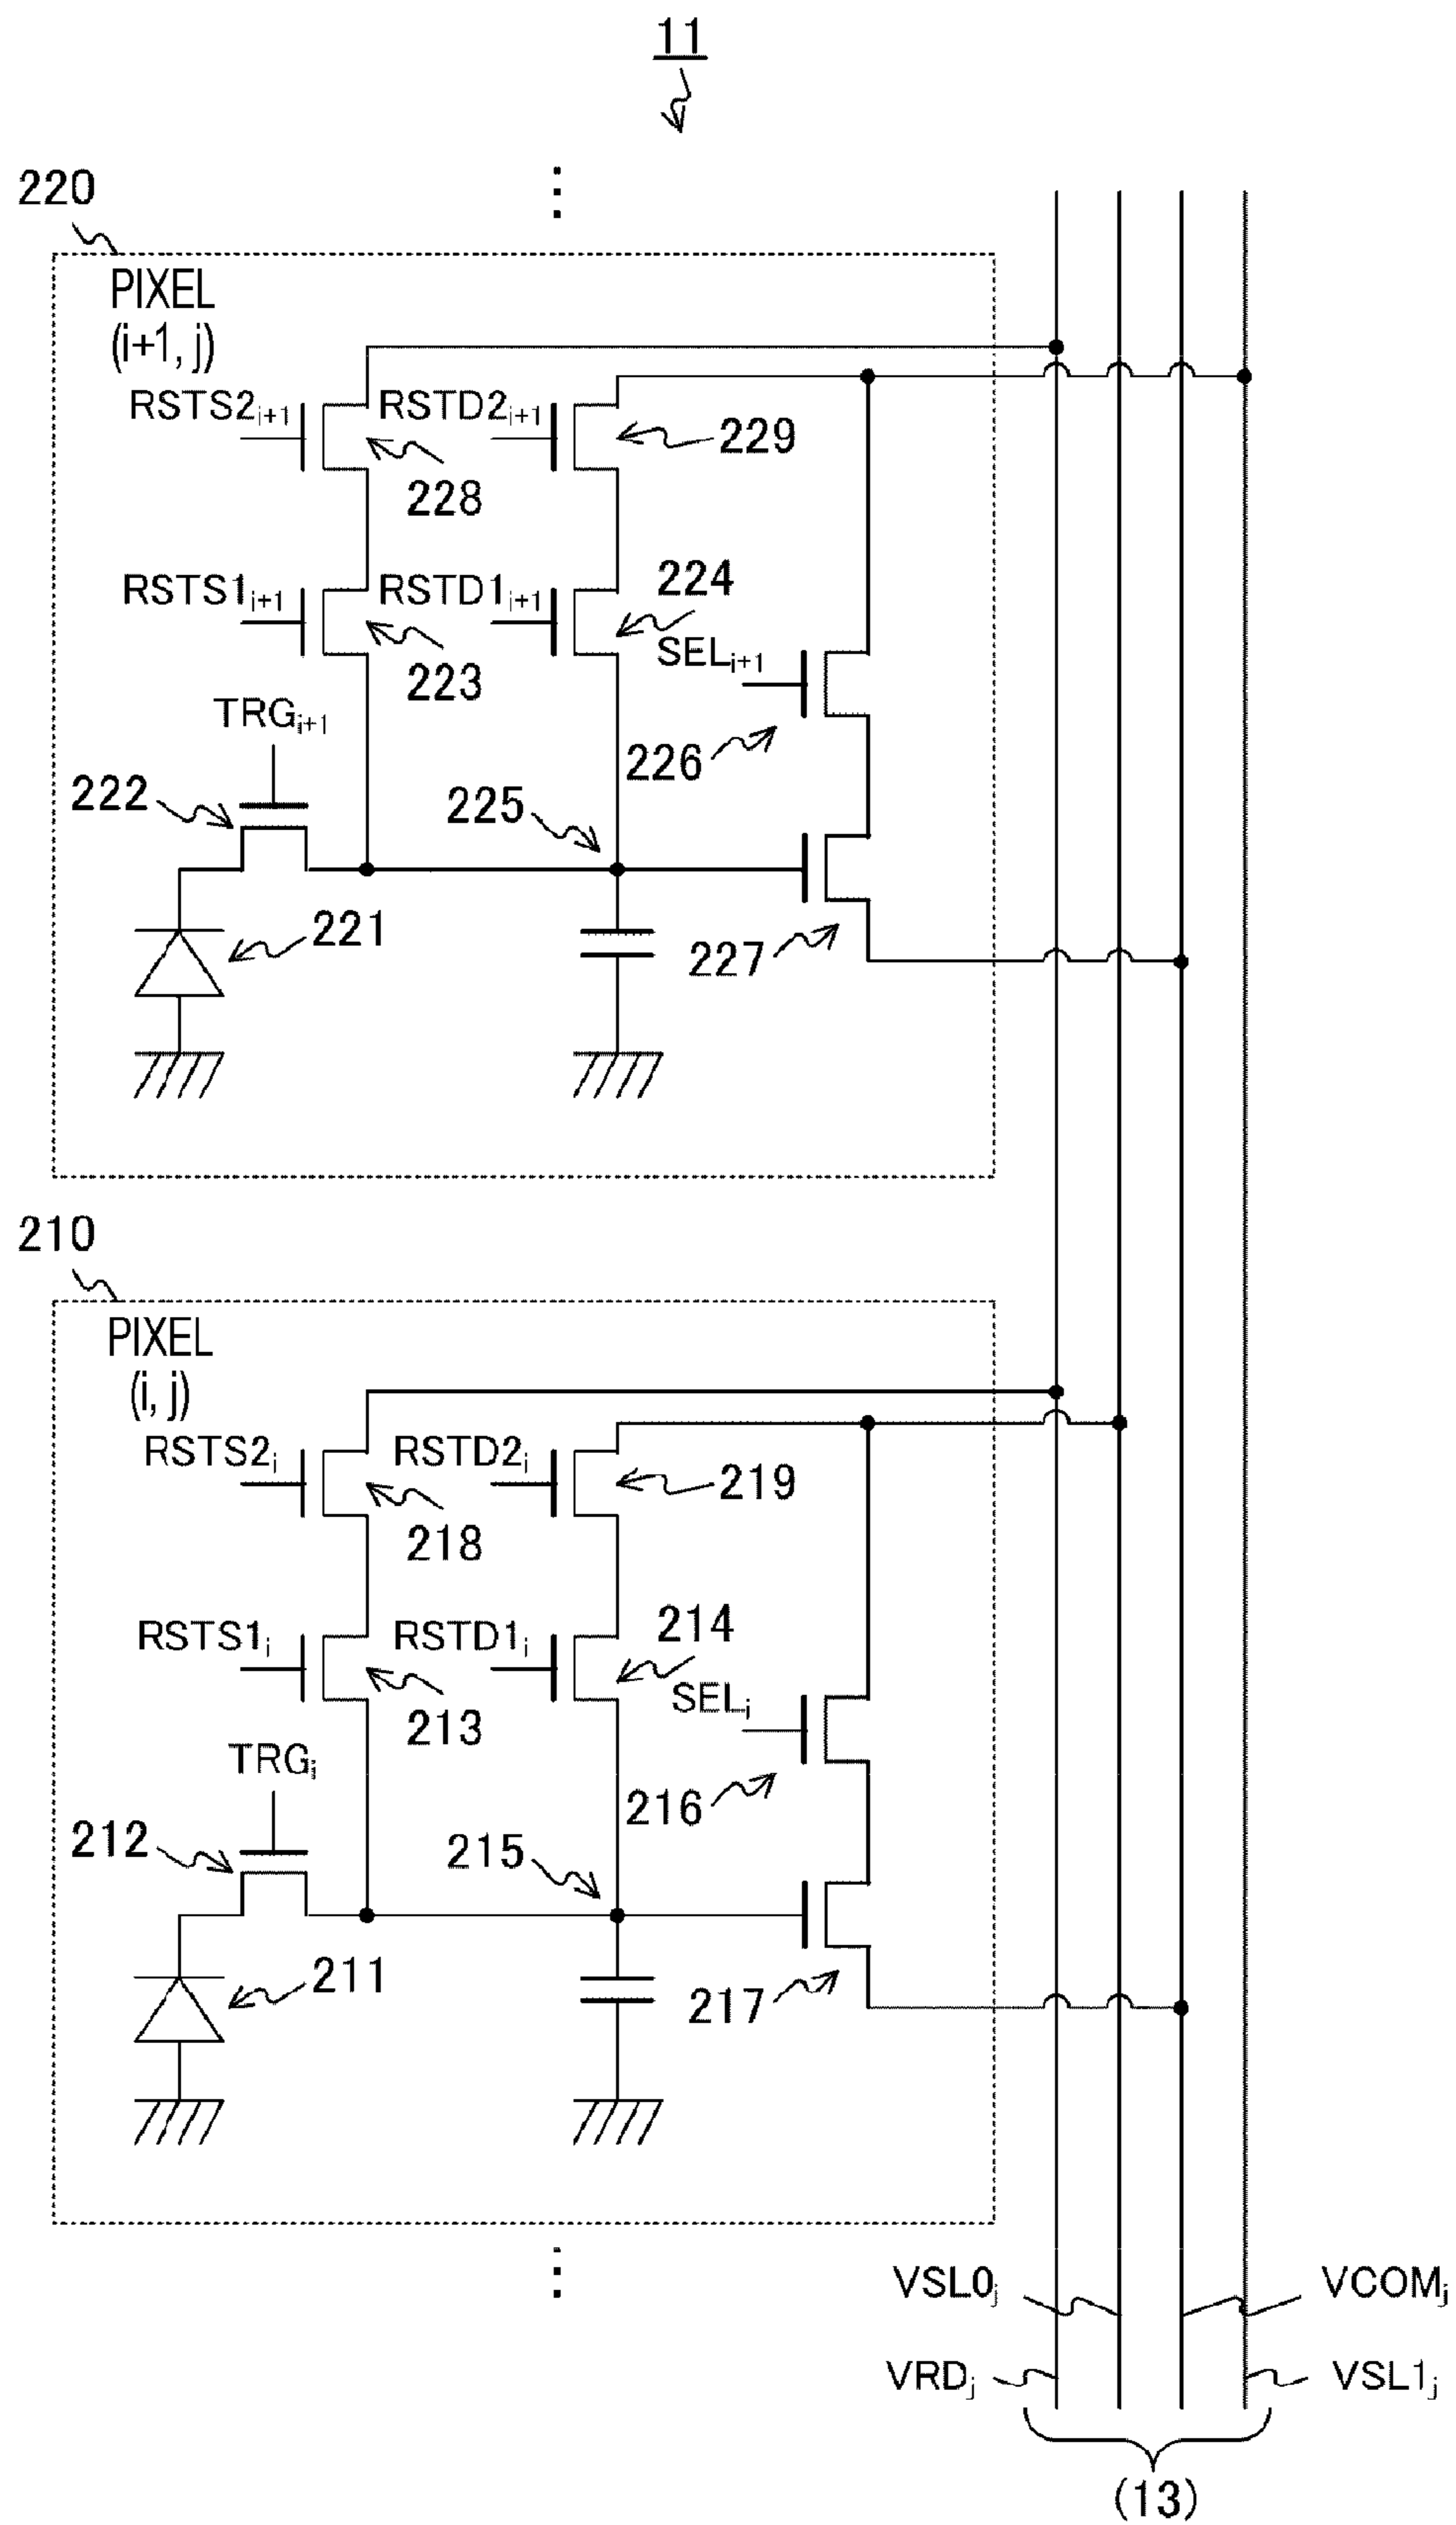 11
⋮
220
PIXEL
(i+1, j)
RSTS2i+1
RSTD2i+1
229
228
RSTS1i+1
RSTD1i+1
224
SELi+1
223
TRGi+1
226
222
225
221
227
210
PIXEL
(i, j)
RSTS2i
RSTD2i
219
218
RSTS1i
RSTD1i
214
SELi
213
TRGi
216
212
215
211
217
⋮
VSL0j
VCOMj
VRDj
VSL1j
(13)